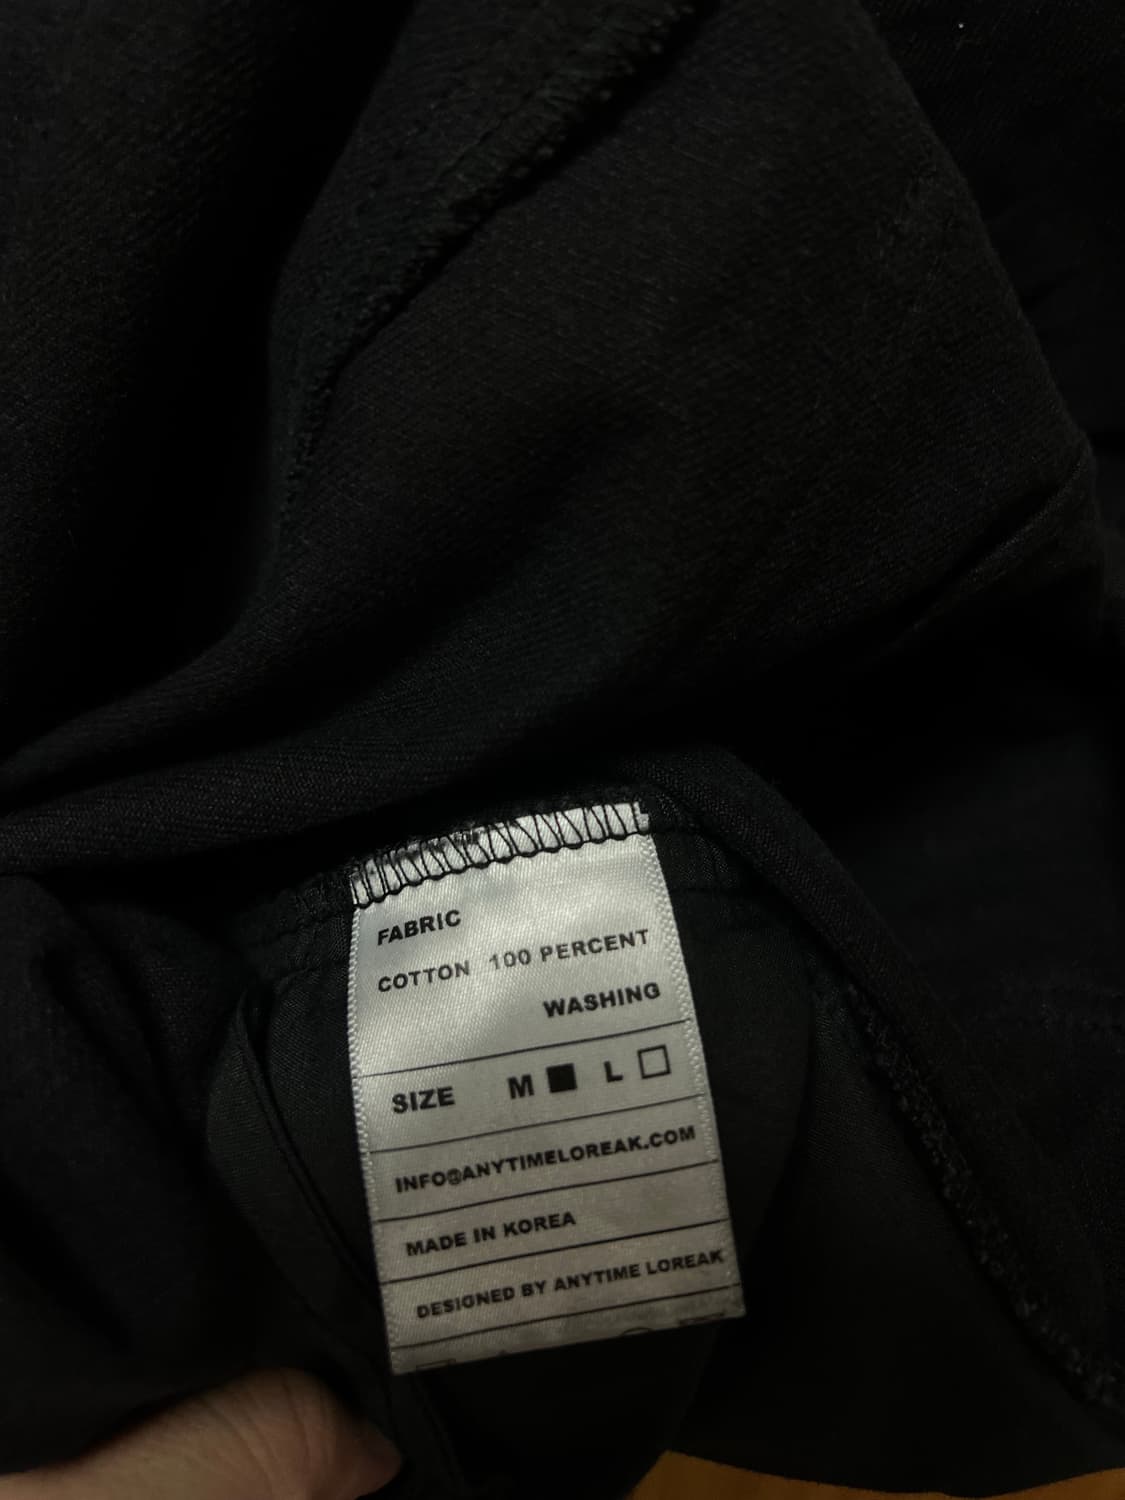 FABRIC
COTTON 100 PERCENT
WASHING
SIZE M ■ L □
INFO@ANYTIMELOREAK.COM
MADE IN KOREA
DESIGNED BY ANYTIME LOREAK